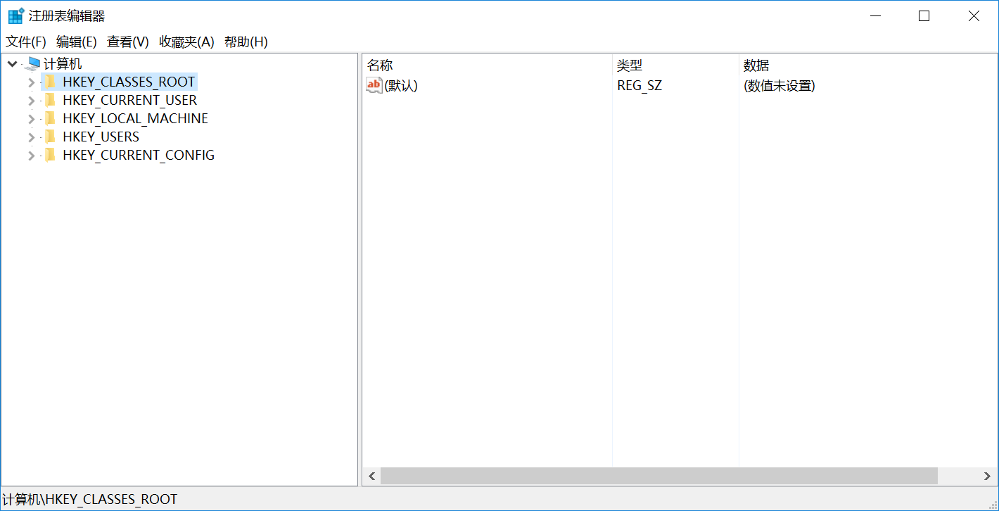 注册表编辑器
文件(F) 编辑(E) 查看(V) 收藏夹(A) 帮助(H)
计算机
HKEY_CLASSES_ROOT
HKEY_CURRENT_USER
HKEY_LOCAL_MACHINE
HKEY_USERS
HKEY_CURRENT_CONFIG
名称 类型 数据
ab (默认) REG_SZ (数值未设置)
计算机\HKEY_CLASSES_ROOT